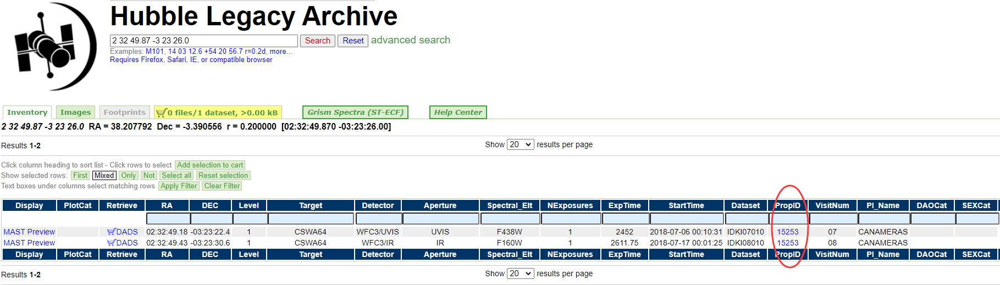 Hubble Legacy Archive
2 32 49.87 -3 23 26.0 Search Reset advanced search
Examples: M101, 14 03 12.6 +54 20 56.7 r=0.2d, more...
Requires Firefox, Safari, IE, or compatible browser
Inventory Images Footprints 0 files/1 dataset, >0.00 kB Grism Spectra (ST-ECF) Help Center
2 32 49.87 -3 23 26.0 RA = 38.207792 Dec = -3.390556 r = 0.200000 [02:32:49.870 -03:23:26.00]
Results 1-2 Show 20 results per page
Click column heading to sort list - Click rows to select Add selection to cart
Show selected rows: First Mixed Only Not Select all Reset selection
Text boxes under columns select matching rows Apply Filter Clear Filter
Display PlotCat Retrieve RA DEC Level Target Detector Aperture Spectral_Elt NExposures ExpTime StartTime Dataset PropID VisitNum PI_Name DAOCat SEXCat
MAST Preview DADS 02:32:49.18 -03:23:22.4 1 CSWA64 WFC3/UVIS UVIS F438W 1 2452 2018-07-06 00:10:31 IDKI07010 15253 07 CANAMERAS
MAST Preview DADS 02:32:49.43 -03:23:30.6 1 CSWA64 WFC3/IR IR F160W 1 2611.75 2018-07-17 00:01:25 IDKI08010 15253 08 CANAMERAS
Display PlotCat Retrieve RA DEC Level Target Detector Aperture Spectral_Elt NExposures ExpTime StartTime Dataset PropID VisitNum PI_Name DAOCat SEXCat
Results 1-2 Show 20 results per page